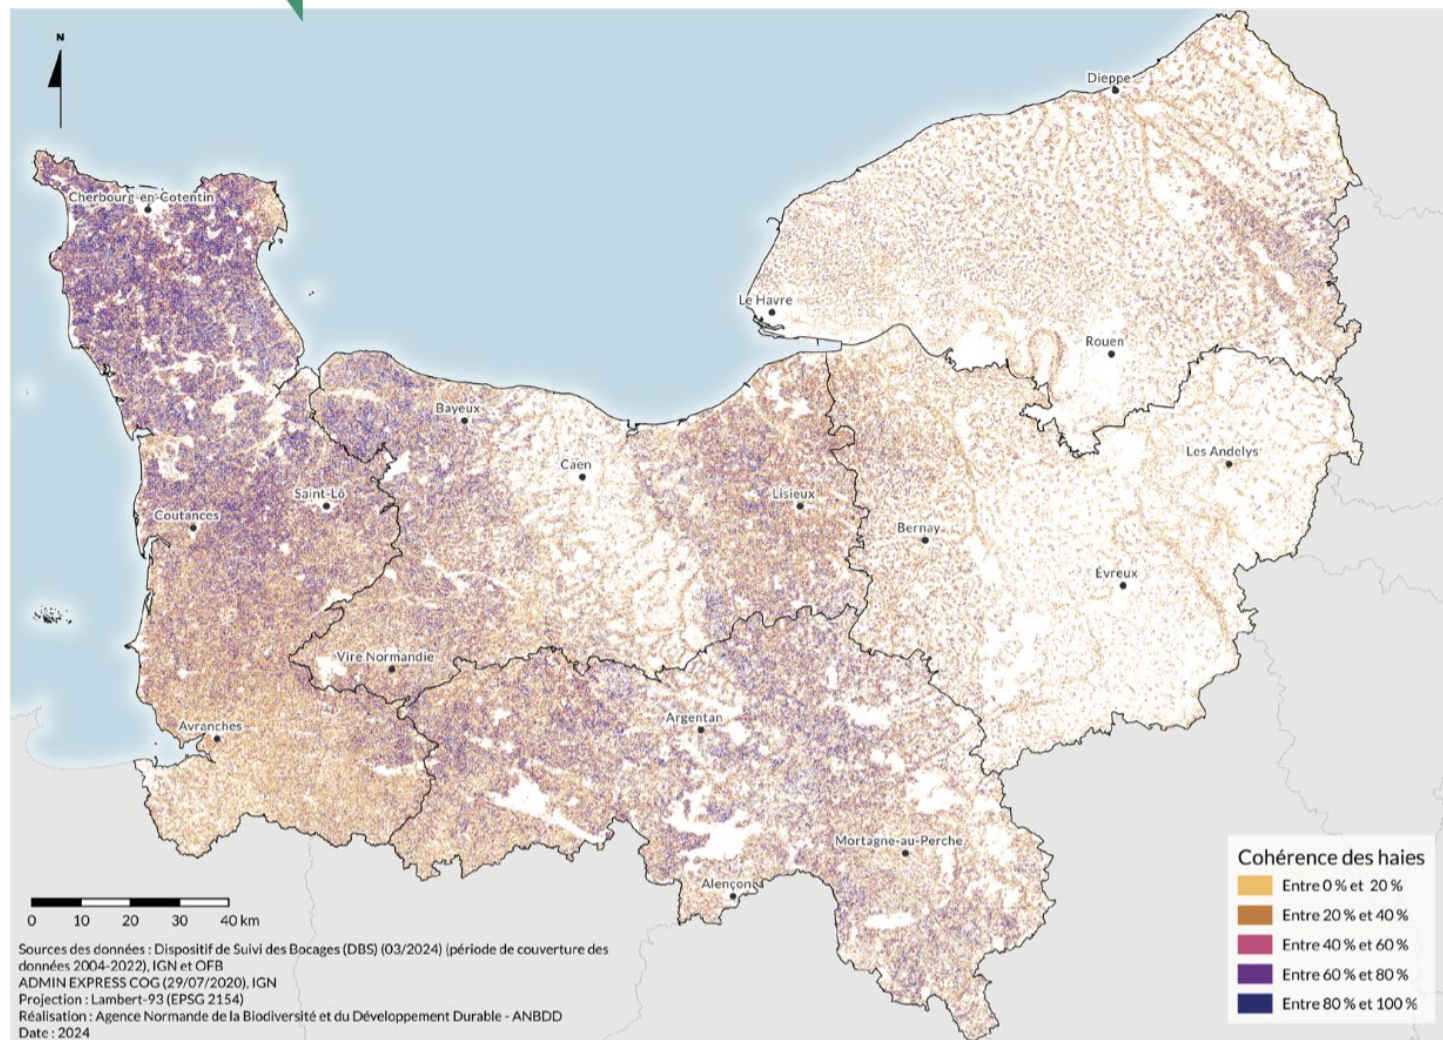 N
Dieppe
Cherbourg-en-Cotentin
Le Havre
Rouen
Bayeux
Les Andelys
Caen
Saint-Lô
Lisieux
Coutances
Bernay
Évreux
Vire Normandie
Argentan
Avranches
Mortagne-au-Perche
Alençon
Cohérence des haies
Entre 0 % et 20 %
Entre 20 % et 40 %
Entre 40 % et 60 %
Entre 60 % et 80 %
Entre 80 % et 100 %
0 10 20 30 40 km
Sources des données : Dispositif de Suivi des Bocages (DBS) (03/2024) (période de couverture des
données 2004-2022), IGN et OFB
ADMIN EXPRESS COG (29/07/2020), IGN
Projection : Lambert-93 (EPSG 2154)
Réalisation : Agence Normande de la Biodiversité et du Développement Durable - ANBDD
Date : 2024